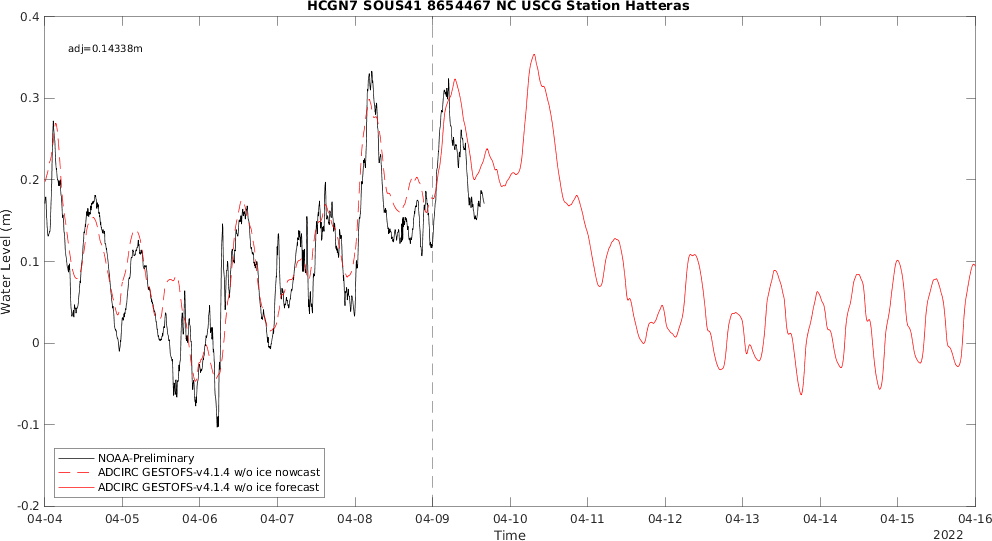 HCGN7 SOUS41 8654467 NC USCG Station Hatteras
adj=0.14338m
0.4
0.3
0.2
0.1
0
-0.1
-0.2
Water Level (m)
NOAA-Preliminary
ADCIRC GESTOFS-v4.1.4 w/o ice nowcast
ADCIRC GESTOFS-v4.1.4 w/o ice forecast
04-04 04-05 04-06 04-07 04-08 04-09 04-10 04-11 04-12 04-13 04-14 04-15 04-16
Time
2022